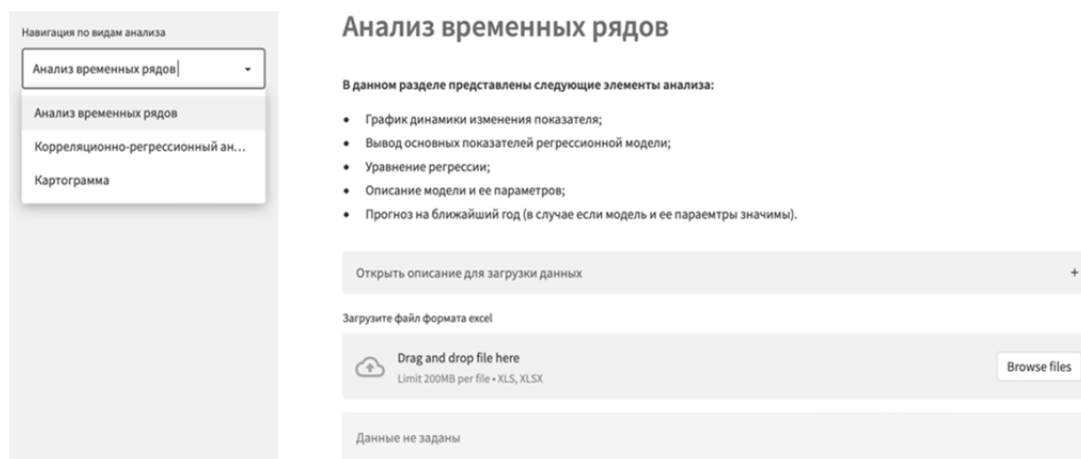 Навигация по видам анализа
Анализ временных рядов
Анализ временных рядов
Корреляционно-регрессионный ан...
Картограмма
Анализ временных рядов
В данном разделе представлены следующие элементы анализа:
• График динамики изменения показателя;
• Вывод основных показателей регрессионной модели;
• Уравнение регрессии;
• Описание модели и ее параметров;
• Прогноз на ближайший год (в случае если модель и ее параемтры значимы).
Открыть описание для загрузки данных +
Загрузите файл формата excel
Drag and drop file here
Limit 200MB per file • XLS, XLSX
Browse files
Данные не заданы